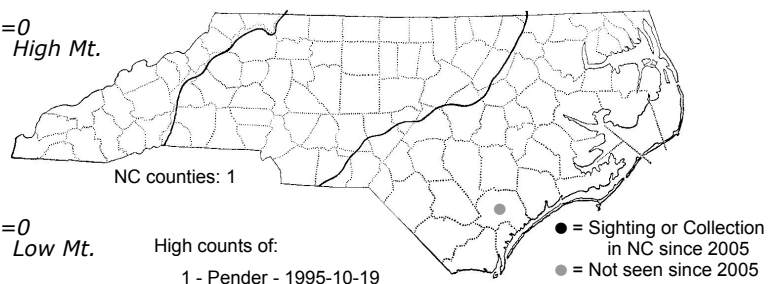 =0
High Mt.
NC counties: 1
=0
Low Mt.
High counts of:
1 - Pender - 1995-10-19
● = Sighting or Collection
in NC since 2005
● = Not seen since 2005